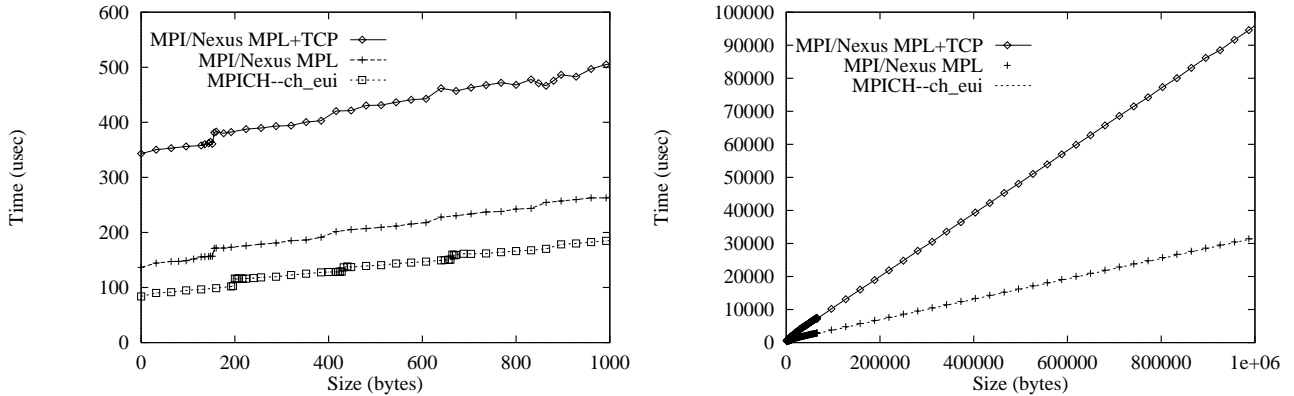 600
500
400
300
200
100
0
0 200 400 600 800 1000
Time (usec)
Size (bytes)
MPI/Nexus MPL+TCP
MPI/Nexus MPL
MPICH--ch_eui
100000
90000
80000
70000
60000
50000
40000
30000
20000
10000
0
0 200000 400000 600000 800000 1e+06
Time (usec)
Size (bytes)
MPI/Nexus MPL+TCP
MPI/Nexus MPL
MPICH--ch_eui